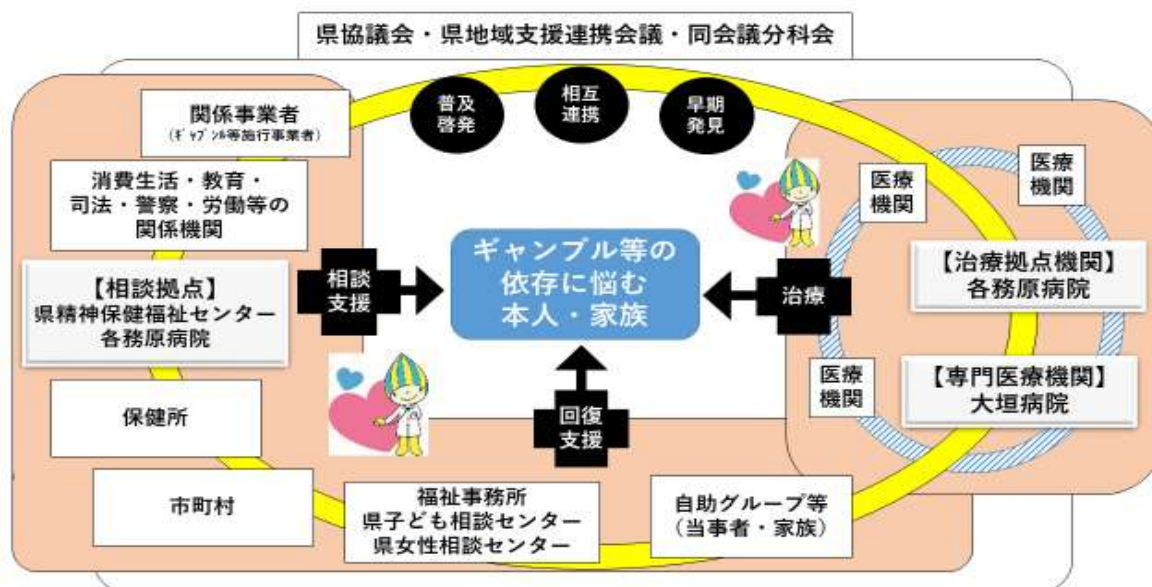 県協議会・県地域支援連携会議・同会議分科会
関係事業者
(ｷﾞｬﾌﾞﾝﾙ等施行事業者)
普及
啓発
相互
連携
早期
発見
消費生活・教育・
司法・警察・労働等の
関係機関
医療
機関
医療
機関
【相談拠点】
県精神保健福祉センター
各務原病院
相談
支援
ギャンブル等の
依存に悩む
本人・家族
治療
【治療拠点機関】
各務原病院
医療
機関
【専門医療機関】
大垣病院
保健所
回復
支援
市町村
福祉事務所
県子ども相談センター
県女性相談センター
自助グループ等
（当事者・家族）